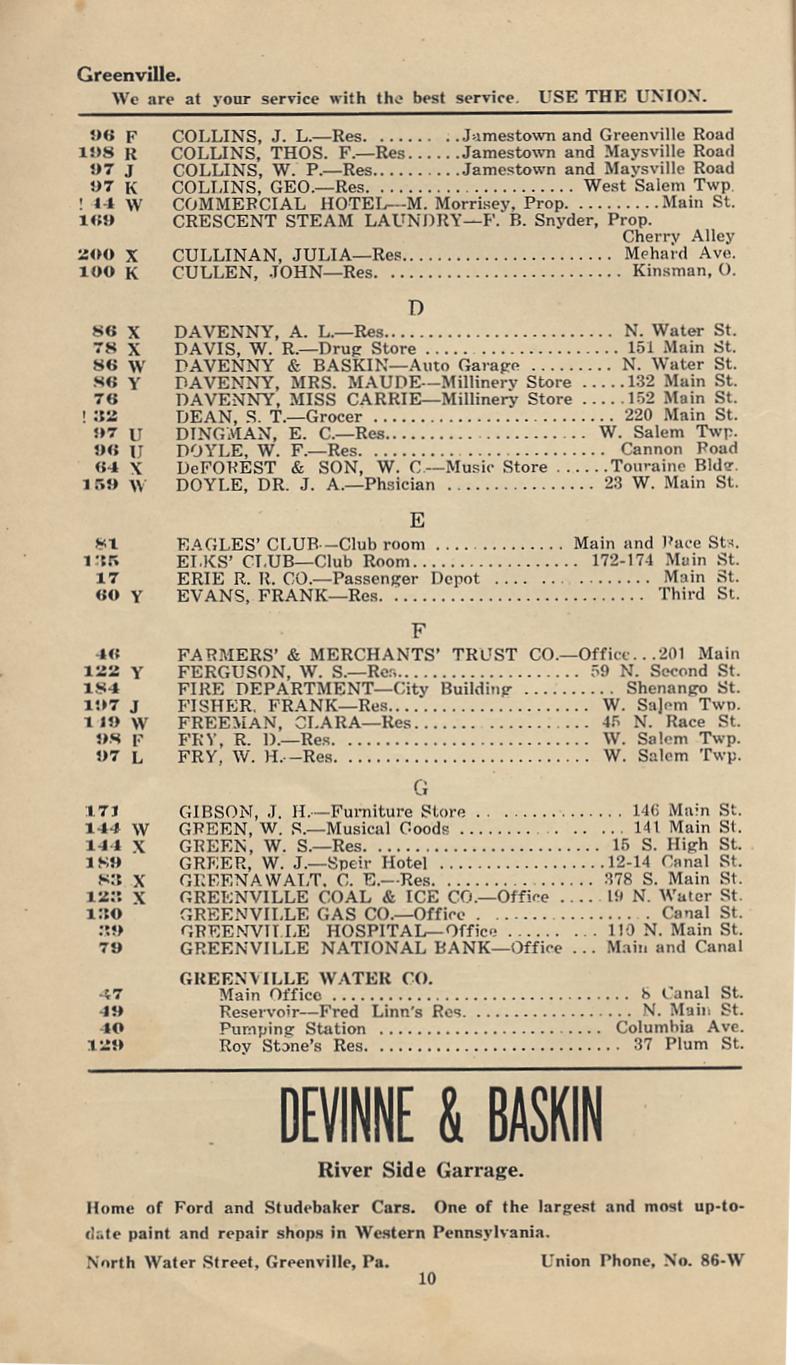 Greenville.
We are at your service with the best service. USE THE UNION.
96 F COLLINS, J. L.—Res. ......... Jamestown and Greenville Road
198 R COLLINS, THOS. F.—Res......Jamestown and Maysville Road
97 J COLLINS, W. P.—Res.........Jamestown and Maysville Road
97 K COLLINS, GEO.—Res. ...................... West Salem Twp.
! 44 W COMMERCIAL HOTEL—M. Morrisey, Prop. .........Main St.
169 CRESCENT STEAM LAUNDRY—F. B. Snyder, Prop.
Cherry Alley
200 X CULLINAN, JULIA—Res...................... Mehard Ave.
100 K CULLEN, JOHN—Res. ......................... Kinsman, O.
D
86 X DAVENNY, A. L.—Res......................... N. Water St.
78 X DAVIS, W. R.—Drug Store .................... 151 Main St.
86 W DAVENNY & BASKIN—Auto Garage ......... N. Water St.
86 Y DAVENNY, MRS. MAUDE—Millinery Store .....132 Main St.
76 DAVENNY, MISS CARRIE—Millinery Store .....152 Main St.
! 32 DEAN, S. T.—Grocer .......................... 220 Main St.
97 U DINGMAN, E. C.—Res....................... W. Salem Twp.
96 U DOYLE, W. F.—Res. .......................... Cannon Road
64 X DeFOREST & SON, W. C.—Music Store ......Touraine Bldg.
159 W DOYLE, DR. J. A.—Phsician ................ 23 W. Main St.
E
81 EAGLES' CLUB—Club room .............. Main and Race Sts.
135 ELKS' CLUB—Club Room.................. 172-174 Main St.
17 ERIE R. R. CO.—Passenger Depot .................. Main St.
60 Y EVANS, FRANK—Res. ........................... Third St.
F
46 FARMERS' & MERCHANTS' TRUST CO.—Office...201 Main
122 Y FERGUSON, W. S.—Res.................... 59 N. Second St.
184 FIRE DEPARTMENT—City Building .......... Shenango St.
197 J FISHER, FRANK—Res...................... W. Salem Twp.
149 W FREEMAN, CLARA—Res................... 45 N. Race St.
98 F FRY, R. D.—Res. .......................... W. Salem Twp.
97 L FRY, W. H.—Res. .......................... W. Salem Twp.
G
171 GIBSON, J. H.—Furniture Store ................ 146 Main St.
144 W GREEN, W. S.—Musical Goods .................. 141 Main St.
144 X GREEN, W. S.—Res. ......................... 15 S. High St.
189 GREER, W. J.—Speir Hotel ..................12-14 Canal St.
83 X GREENAWALT, C. E.—Res. ................. 378 S. Main St.
123 X GREENVILLE COAL & ICE CO.—Office ..... 19 N. Water St.
130 GREENVILLE GAS CO.—Office ................... Canal St.
39 GREENVILLE HOSPITAL—Office ......... 110 N. Main St.
79 GREENVILLE NATIONAL BANK—Office ... Main and Canal
GREENVILLE WATER CO.
47 Main Office ................................. 8 Canal St.
49 Reservoir—Fred Linn's Res. .................. N. Main St.
40 Pumping Station ........................ Columbia Ave.
129 Roy Stone's Res. ........................... 37 Plum St.
DEVINNE & BASKIN
River Side Garrage.
Home of Ford and Studebaker Cars. One of the largest and most up-to-
date paint and repair shops in Western Pennsylvania.
North Water Street, Greenville, Pa. Union Phone, No. 86-W
10